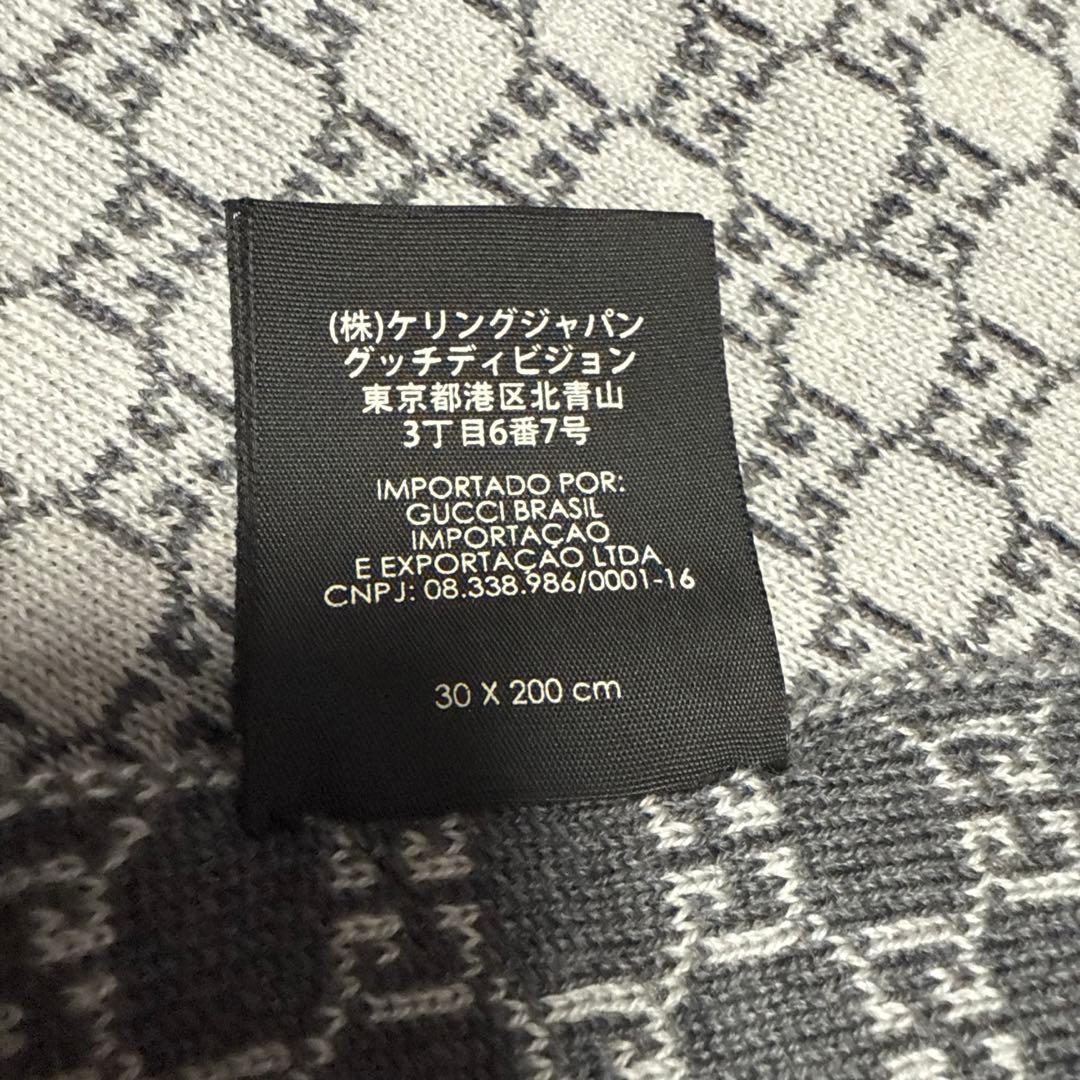 (株)ケリングジャパン
グッチディビジョン
東京都港区北青山
3丁目6番7号
IMPORTADO POR:
GUCCI BRASIL
IMPORTAÇAO
E EXPORTAÇAO LTDA
CNPJ: 08.338.986/0001-16
30 X 200 cm